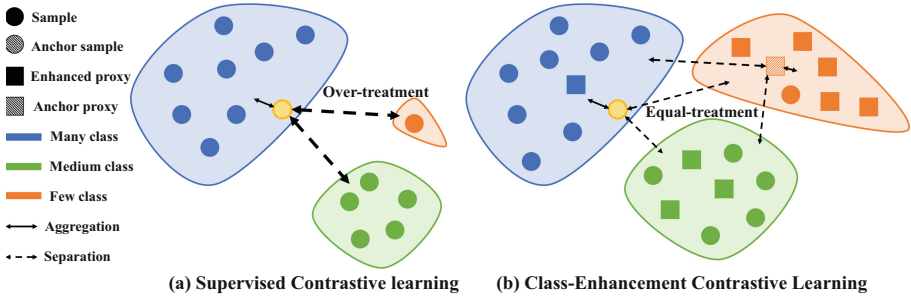 Sample
Anchor sample
Enhanced proxy
Anchor proxy
Many class
Medium class
Few class
Aggregation
Separation
Over-treatment
Equal-treatment
(a) Supervised Contrastive learning
(b) Class-Enhancement Contrastive Learning